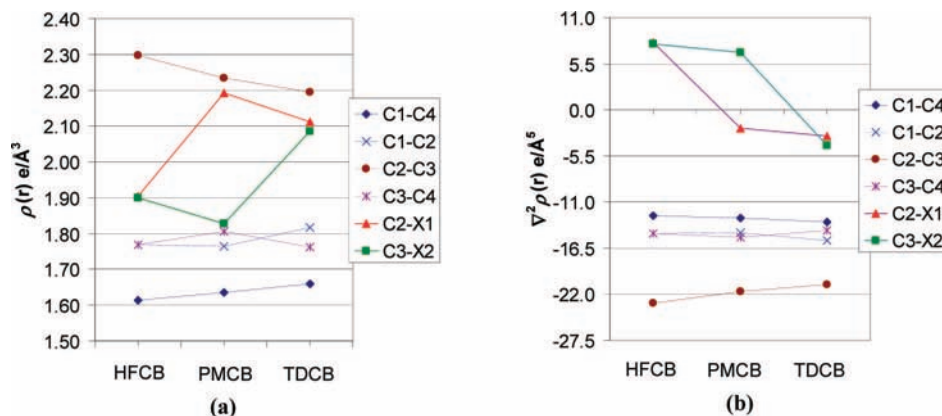 2.40
2.30
2.20
2.10
2.00
1.90
1.80
1.70
1.60
1.50
ρ(r) e/Å³
HFCB PMCB TDCB
C1-C4
C1-C2
C2-C3
C3-C4
C2-X1
C3-X2
(a)
11.0
5.5
0.0
-5.5
-11.0
-16.5
-22.0
-27.5
∇²ρ(r) e/Å⁵
HFCB PMCB TDCB
C1-C4
C1-C2
C2-C3
C3-C4
C2-X1
C3-X2
(b)